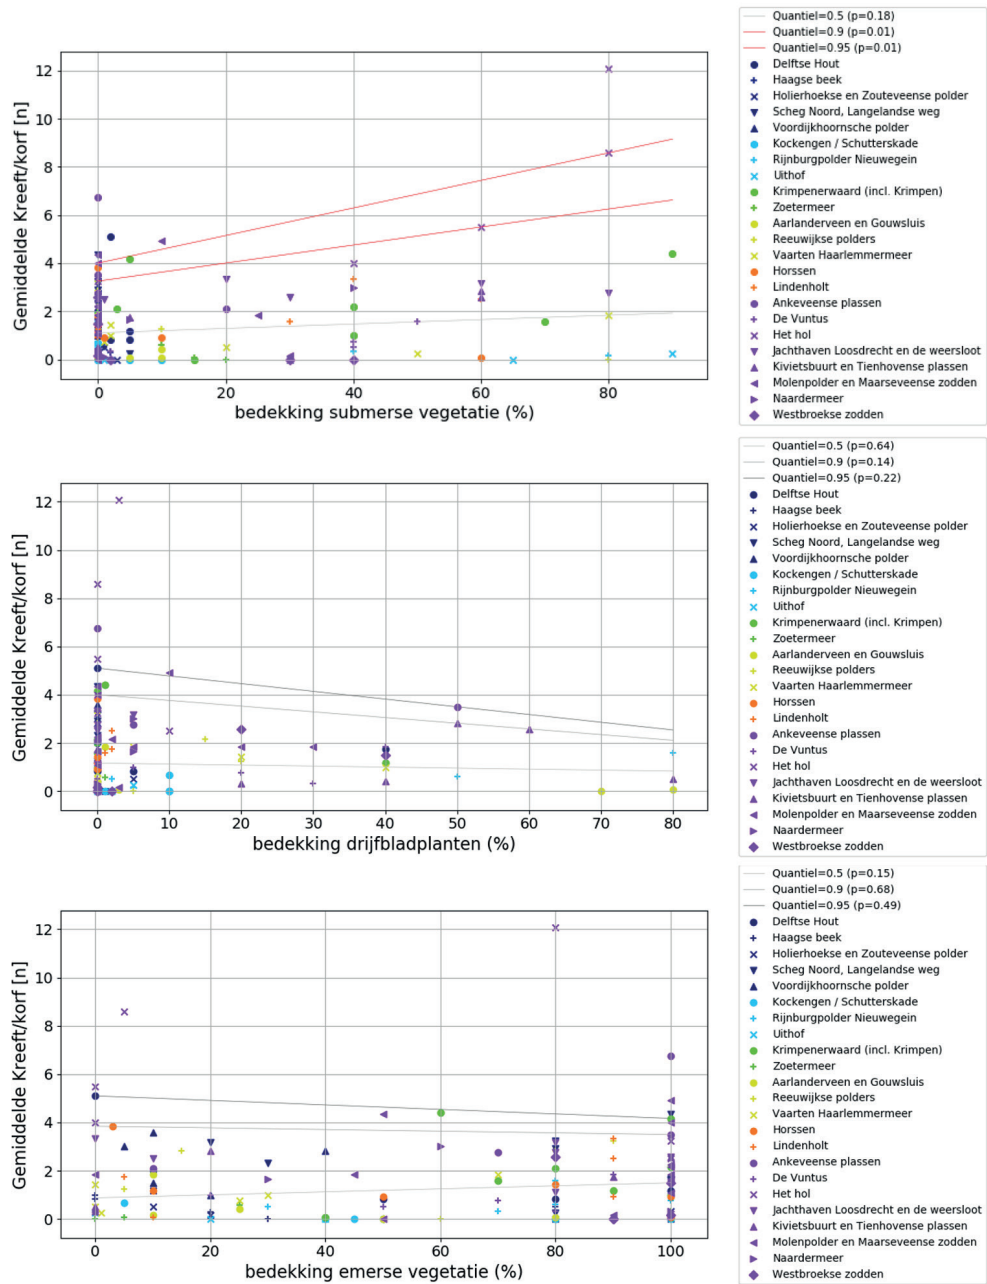 Gemiddelde Kreeft/korf [n]
12
10
8
6
4
2
0
0 10 20 30 40 50 60 70 80
bedekking submerse vegetatie (%)
Quantiel=0.5 (p=0.18)
Quantiel=0.9 (p=0.01)
Quantiel=0.95 (p=0.01)
Delftse Hout
Haagse beek
Holierhoekse en Zouteveense polder
Scheg Noord, Langelandse weg
Voordijkhoornsche polder
Kockengen / Schutterskade
Rijnburgpolder Nieuwegein
Uithof
Krimpenerwaard (incl. Krimpen)
Zoetermeer
Aarlanderveen en Gouwsluis
Reeuwijkse polders
Vaarten Haarlemmermeer
Horssen
Lindenholt
Ankeveense plassen
De Vuntus
Het hol
Jachthaven Loosdrecht en de weersloot
Kivietsbuurt en Tienhovense plassen
Molenpolder en Maarseveense zodden
Naardermeer
Westbroekse zodden
Gemiddelde Kreeft/korf [n]
12
10
8
6
4
2
0
0 10 20 30 40 50 60 70 80
bedekking drijfbladplanten (%)
Quantiel=0.5 (p=0.64)
Quantiel=0.9 (p=0.14)
Quantiel=0.95 (p=0.22)
Delftse Hout
Haagse beek
Holierhoekse en Zouteveense polder
Scheg Noord, Langelandse weg
Voordijkhoornsche polder
Kockengen / Schutterskade
Rijnburgpolder Nieuwegein
Uithof
Krimpenerwaard (incl. Krimpen)
Zoetermeer
Aarlanderveen en Gouwsluis
Reeuwijkse polders
Vaarten Haarlemmermeer
Horssen
Lindenholt
Ankeveense plassen
De Vuntus
Het hol
Jachthaven Loosdrecht en de weersloot
Kivietsbuurt en Tienhovense plassen
Molenpolder en Maarseveense zodden
Naardermeer
Westbroekse zodden
Gemiddelde Kreeft/korf [n]
12
10
8
6
4
2
0
0 20 40 60 80 100
bedekking emerse vegetatie (%)
Quantiel=0.5 (p=0.15)
Quantiel=0.9 (p=0.68)
Quantiel=0.95 (p=0.49)
Delftse Hout
Haagse beek
Holierhoekse en Zouteveense polder
Scheg Noord, Langelandse weg
Voordijkhoornsche polder
Kockengen / Schutterskade
Rijnburgpolder Nieuwegein
Uithof
Krimpenerwaard (incl. Krimpen)
Zoetermeer
Aarlanderveen en Gouwsluis
Reeuwijkse polders
Vaarten Haarlemmermeer
Horssen
Lindenholt
Ankeveense plassen
De Vuntus
Het hol
Jachthaven Loosdrecht en de weersloot
Kivietsbuurt en Tienhovense plassen
Molenpolder en Maarseveense zodden
Naardermeer
Westbroekse zodden